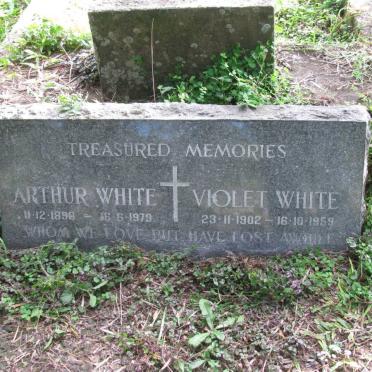 TREASURED MEMORIES
ARTHUR WHITE VIOLET WHITE
11-12-1898 - 16-6-1979 23-11-1902 - 16-10-1959
WHOM WE LOVE BUT HAVE LOST AWHILE